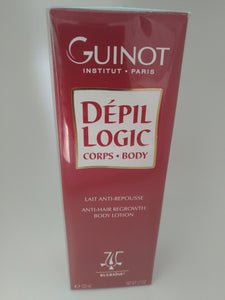 GUINOT
INSTITUT • PARIS
DÉPIL
LOGIC
CORPS • BODY
LAIT ANTI-REPOUSSE
ANTI-HAIR REGROWTH
BODY LOTION